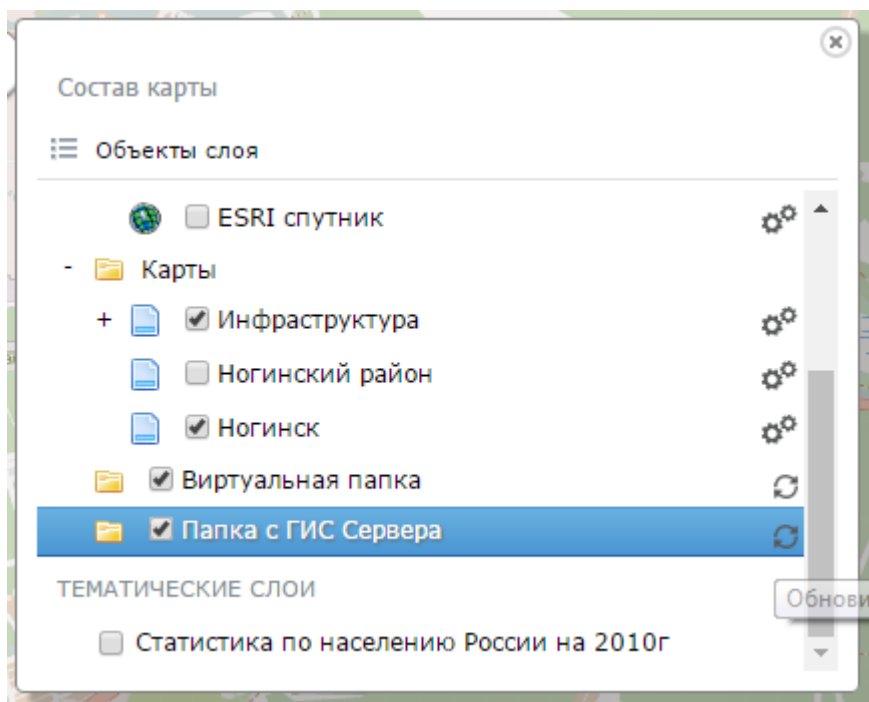 Состав карты
Объекты слоя
ESRI спутник
- Карты
+ Инфраструктура
Ногинский район
Ногинск
Виртуальная папка
Папка с ГИС Сервера
ТЕМАТИЧЕСКИЕ СЛОИ
Обнови
Статистика по населению России на 2010г